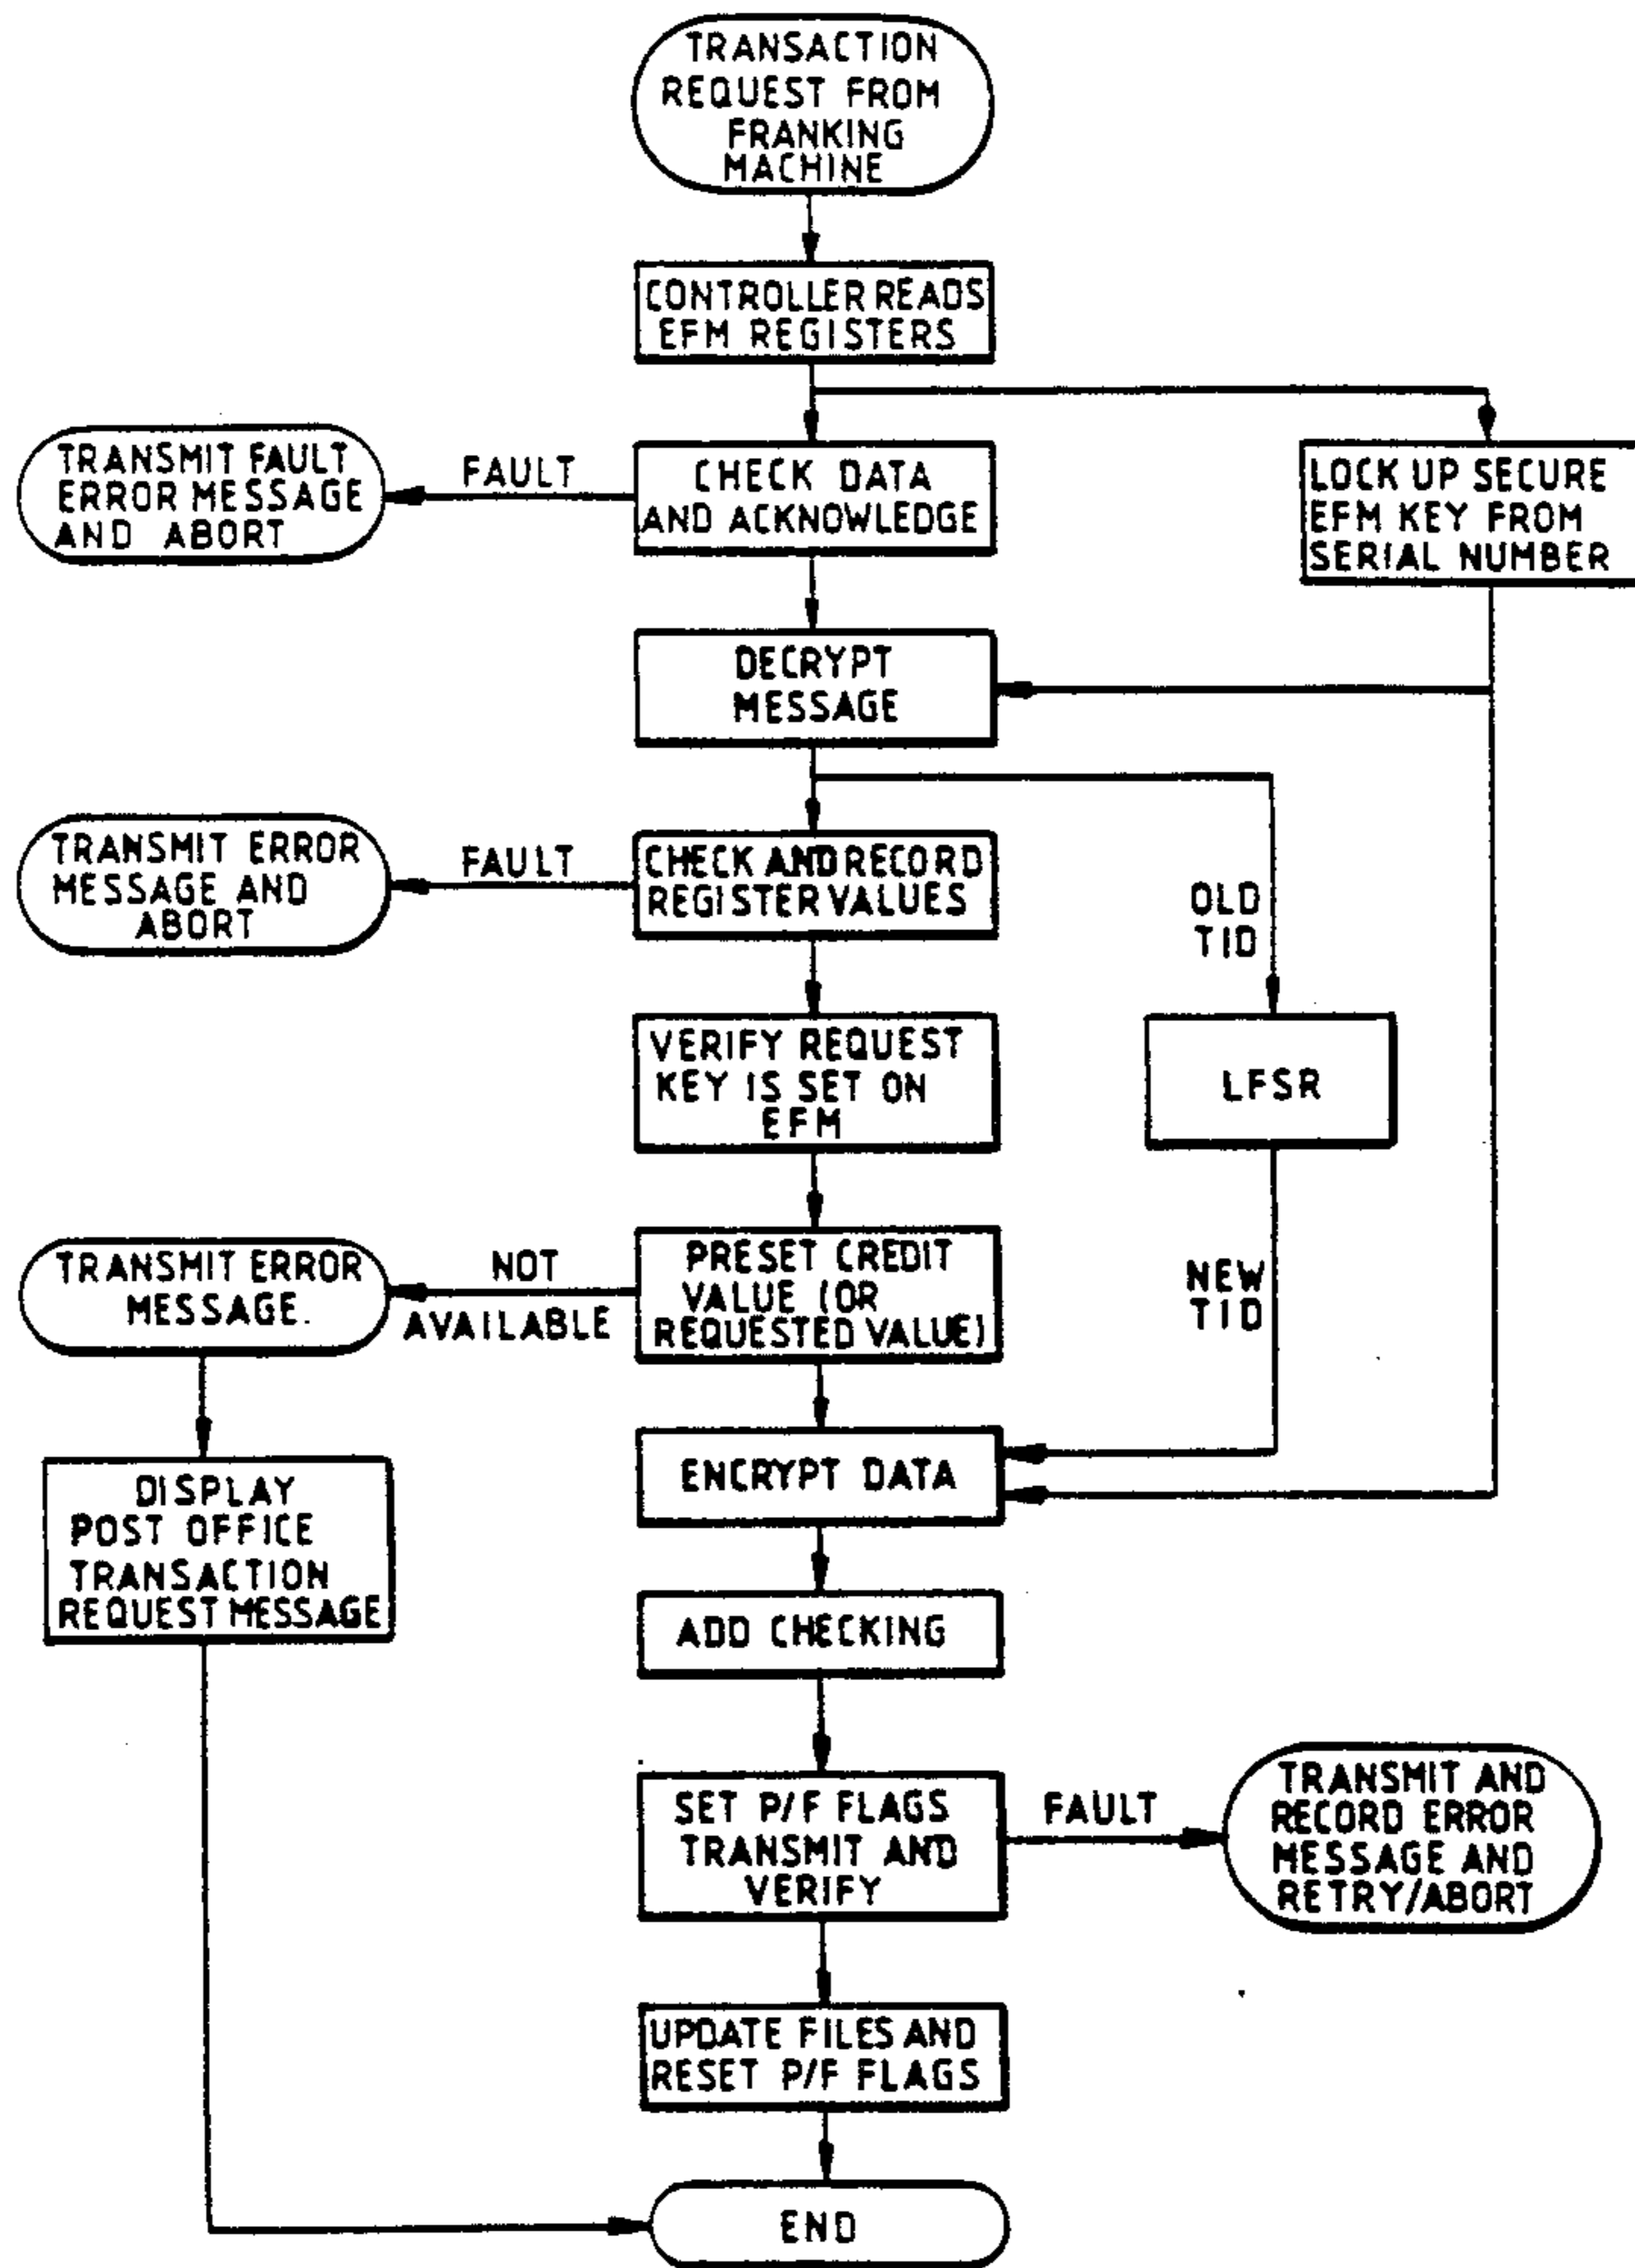 TRANSACTION
REQUEST FROM
FRANKING
MACHINE
CONTROLLER READS
EFM REGISTERS
TRANSMIT FAULT
ERROR MESSAGE
AND ABORT
FAULT
CHECK DATA
AND ACKNOWLEDGE
LOCK UP SECURE
EFM KEY FROM
SERIAL NUMBER
DECRYPT
MESSAGE
TRANSMIT ERROR
MESSAGE AND
ABORT
FAULT
CHECK AND RECORD
REGISTER VALUES
OLD
TID
VERIFY REQUEST
KEY IS SET ON
EFM
LFSR
TRANSMIT ERROR
MESSAGE.
NOT
AVAILABLE
PRESET CREDIT
VALUE (OR
REQUESTED VALUE)
NEW
TID
ENCRYPT DATA
DISPLAY
POST OFFICE
TRANSACTION
REQUEST MESSAGE
ADD CHECKING
SET P/F FLAGS
TRANSMIT AND
VERIFY
FAULT
TRANSMIT AND
RECORD ERROR
MESSAGE AND
RETRY/ABORT
UPDATE FILES AND
RESET P/F FLAGS
END